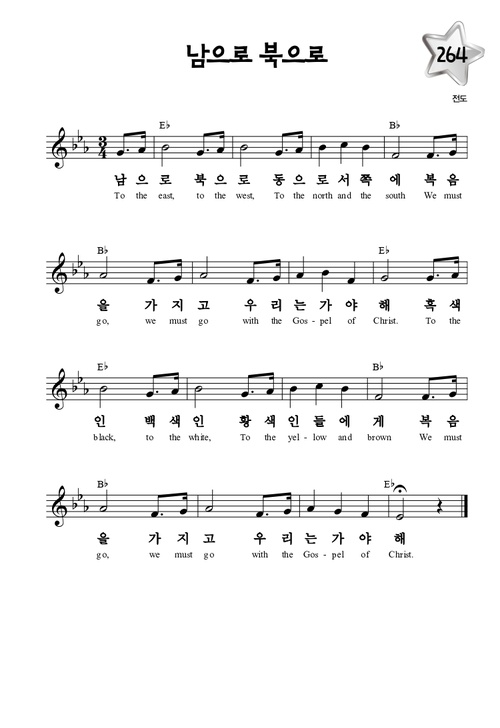 남으로 북으로
264
전도
E♭ B♭
남 으 로 북 으 로 동 으 로 서 쪽 에 복 음
To the east, to the west, To the north and the south We must
B♭ E♭
을 가 지 고 우 리 는 가 야 해 흑 색
go, we must go with the Gos - pel of Christ. To the
E♭ B♭
인 백 색 인 황 색 인 들 에 게 복 음
black, to the white, To the yel - low and brown We must
B♭ E♭
을 가 지 고 우 리 는 가 야 해
go, we must go with the Gos - pel of Christ.